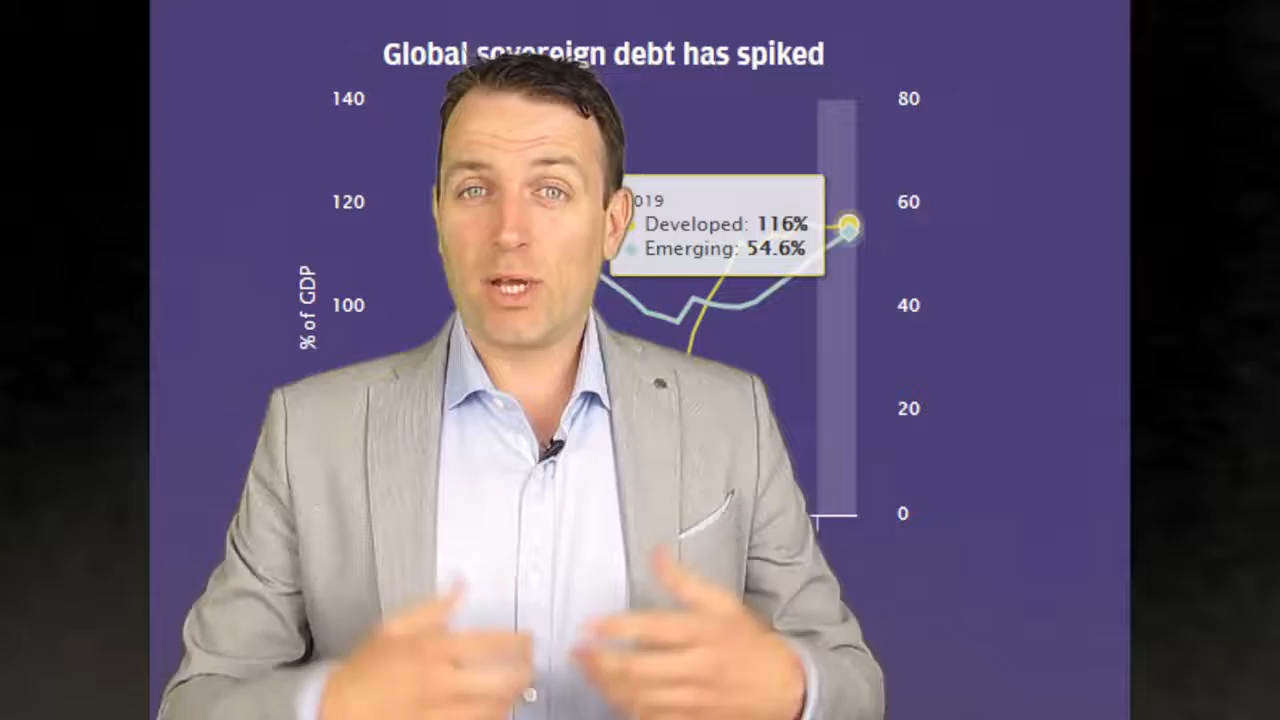 Global sovereign debt has spiked
140
120
100
% of GDP
80
60
40
20
0
019
Developed: 116%
Emerging: 54.6%